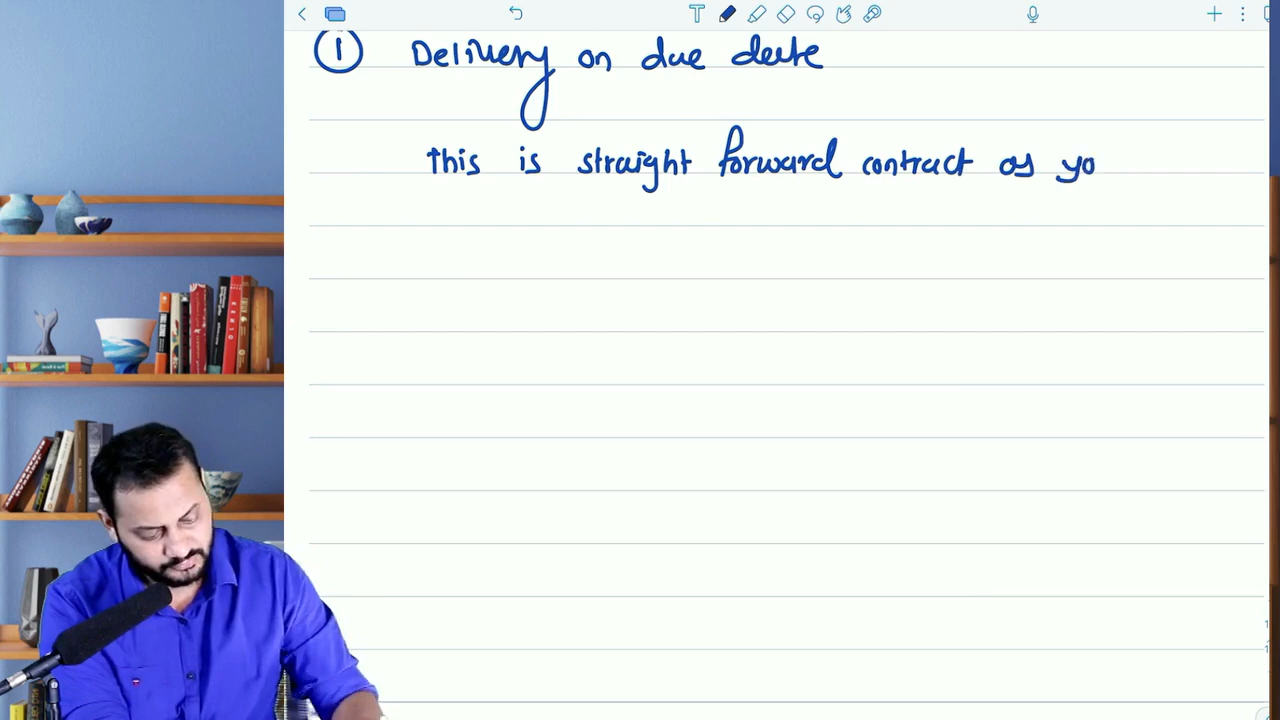 1 Delivery on due date
this is straight forward contract as yo